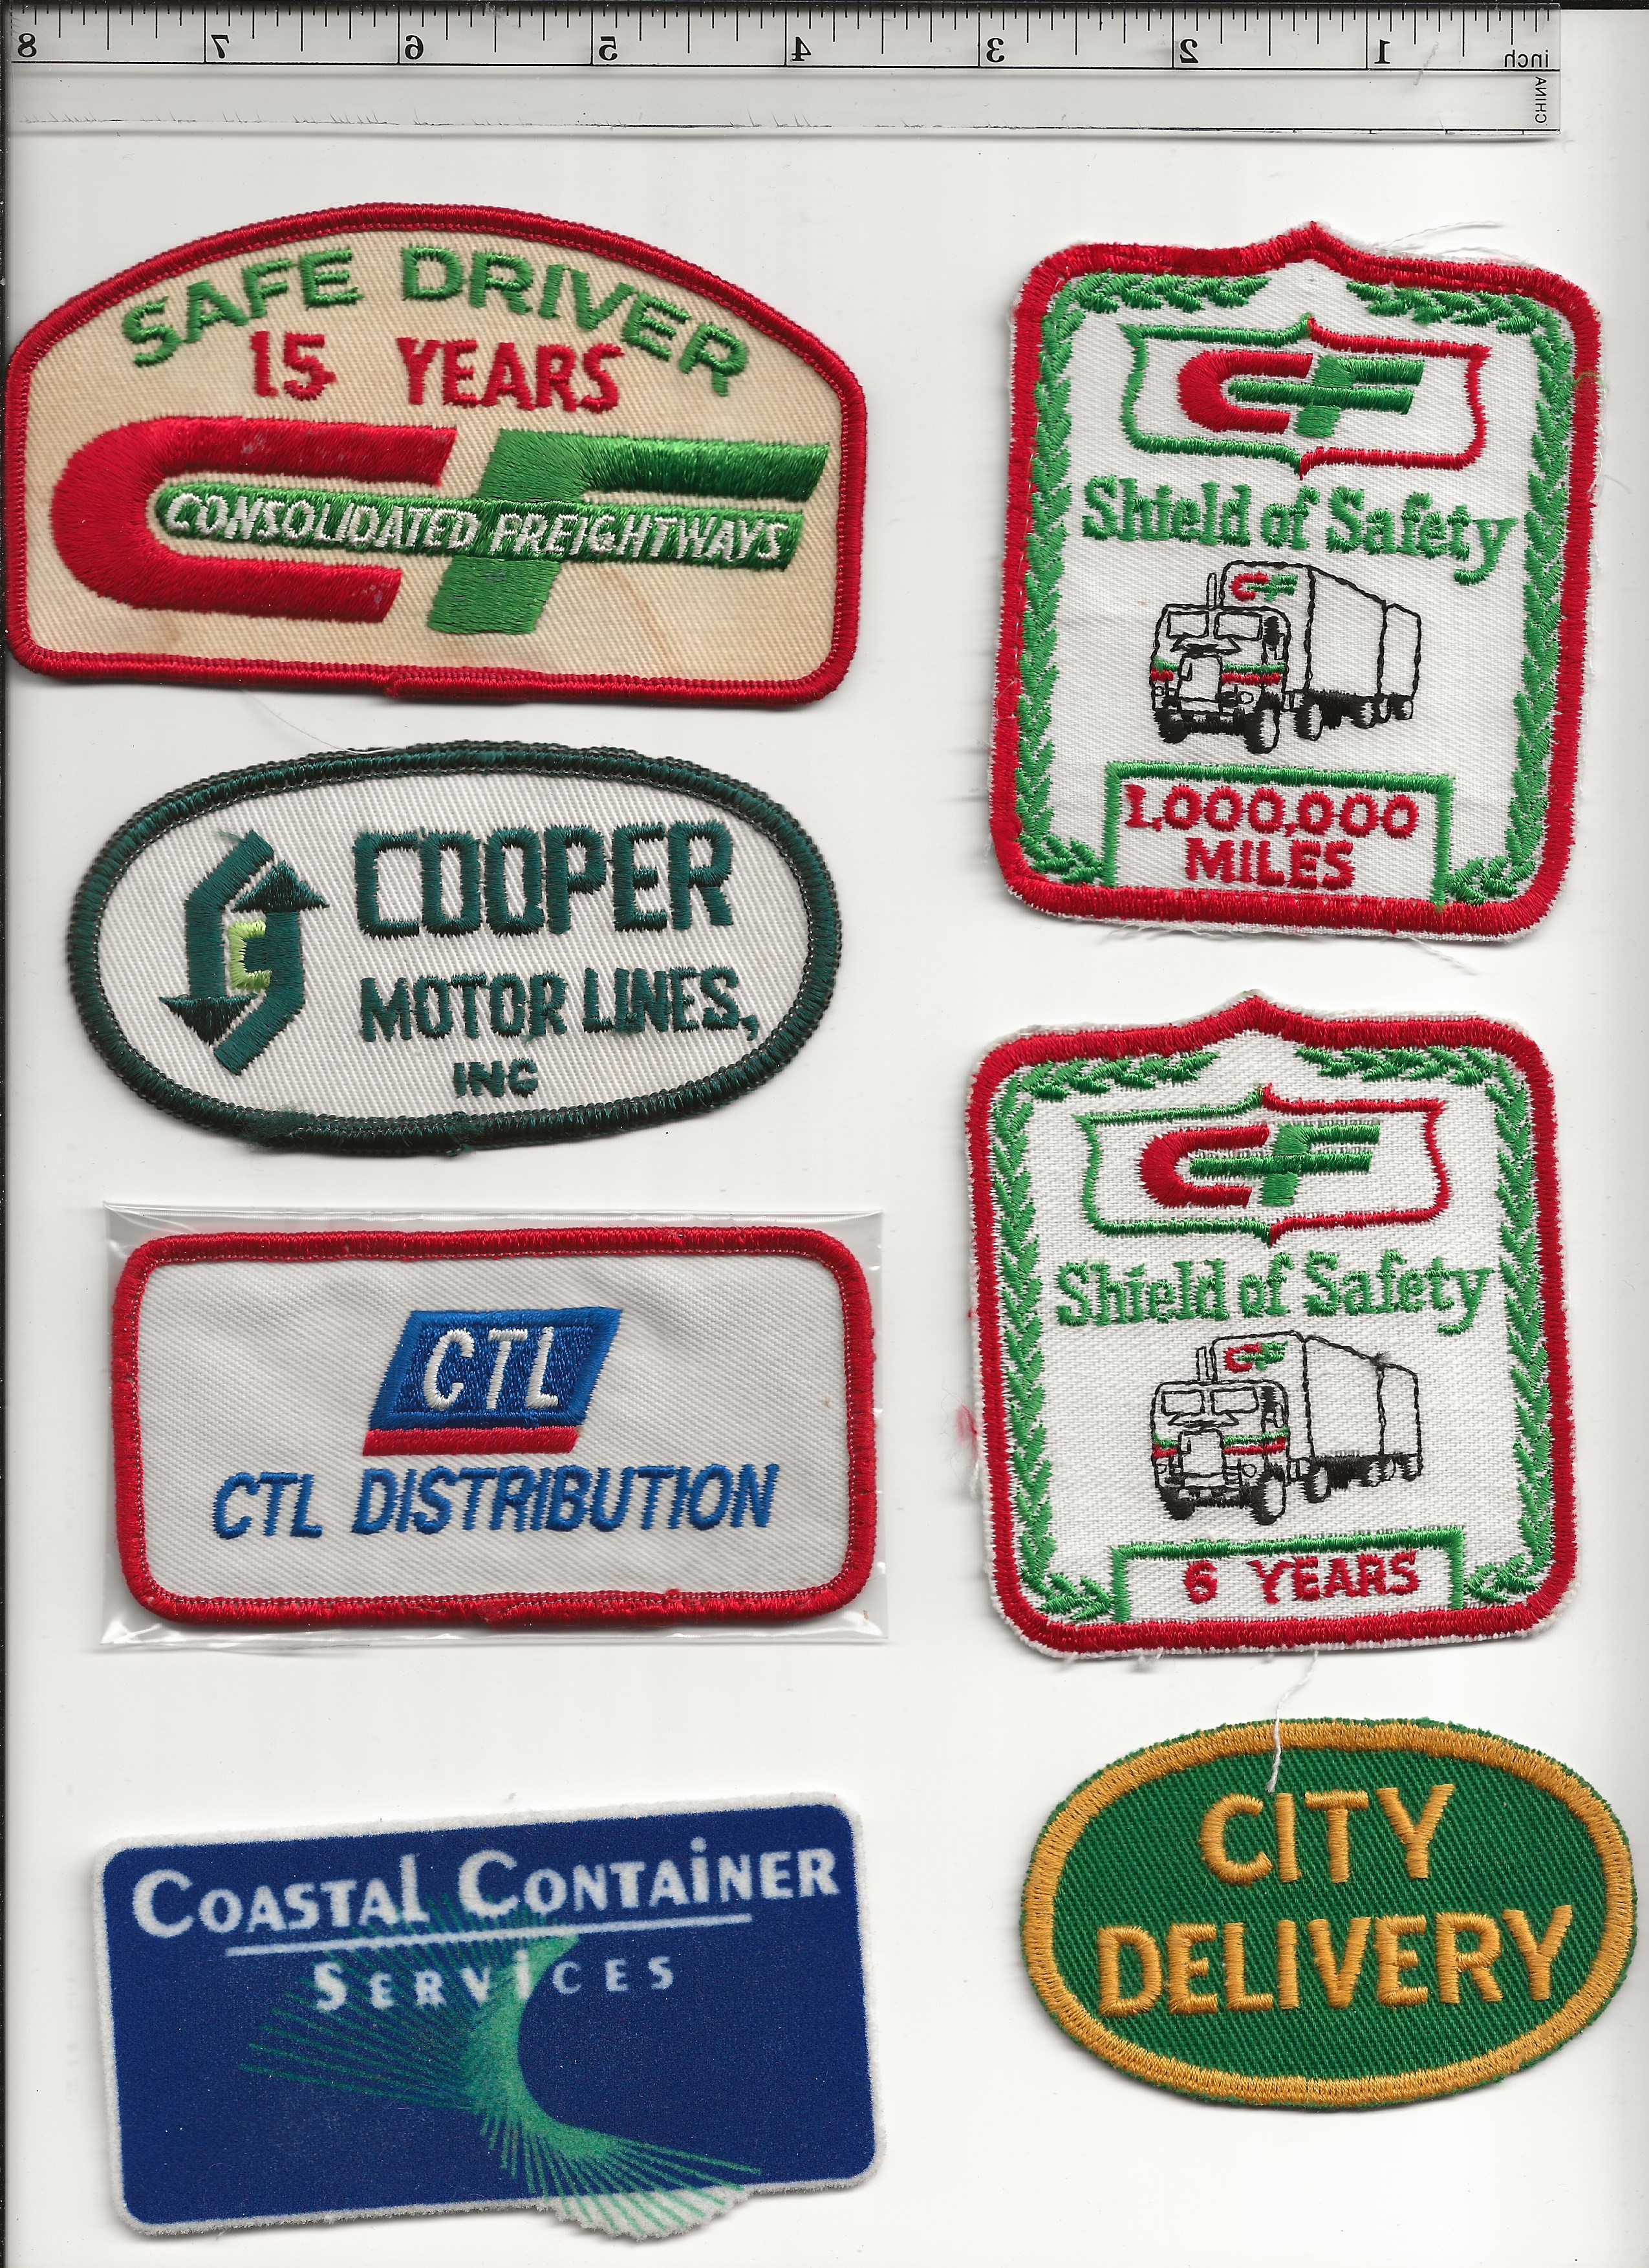 8 7 6 5 4 3 2 1 inch
CHINA
SAFE DRIVER
15 YEARS
CF
CONSOLIDATED FREIGHTWAYS
CF
Shield of Safety
CF
1,000,000
MILES
C
COOPER
MOTOR LINES,
INC
CF
Shield of Safety
CF
6 YEARS
CTL
CTL DISTRIBUTION
COASTAL CONTAINER
SERVICES
CITY
DELIVERY